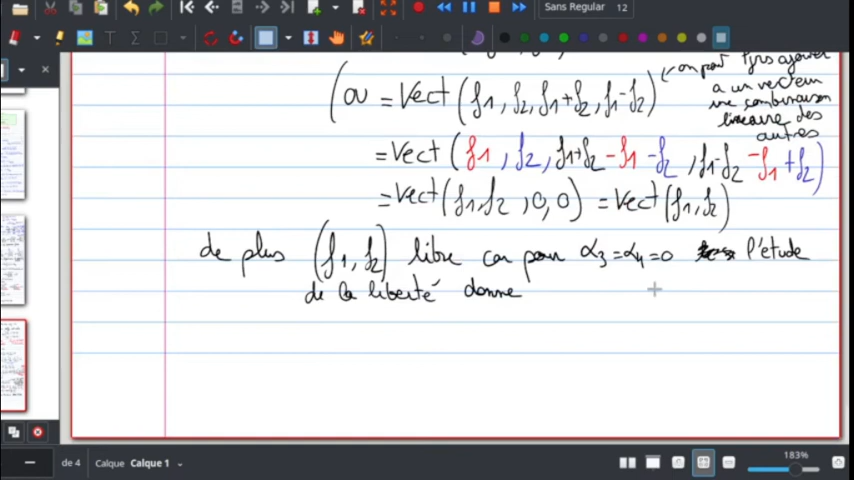 Sans Regular 12
← on peut tjrs ajouter
à un vecteur
une combinaison
linéaire des
autres
(ou = Vect (f1, f2, f1+f2, f1-f2)
= Vect (f1, f2, f1+f2 -f1 -f2, f1-f2 -f1 +f2)
= Vect (f1, f2, 0, 0) = Vect (f1, f2)
de plus (f1, f2) libre car pour α3 = α4 = 0 l'étude
de la liberté donne
de 4 Calque Calque 1 183%